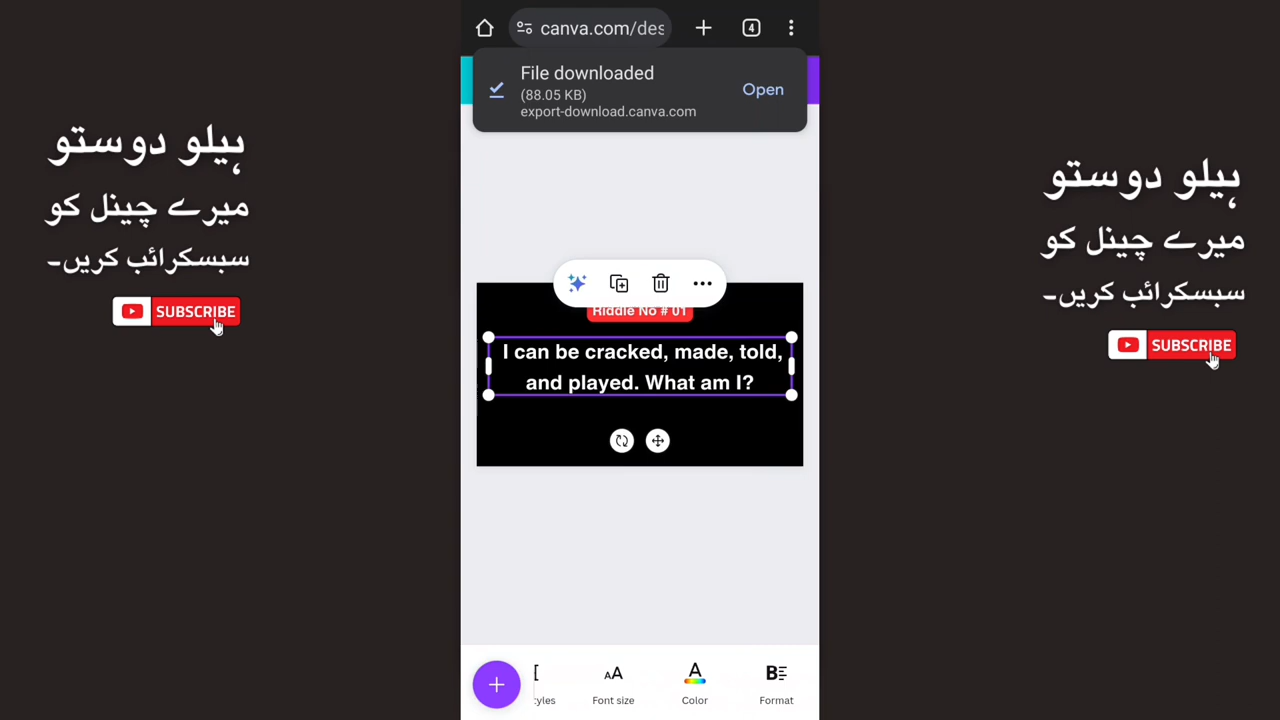 ہیلو دوستو
میرے چینل کو
سبسکرائب کریں۔
SUBSCRIBE
canva.com/des
4
File downloaded
(88.05 KB)
export-download.canva.com
Open
Riddle No # 01
I can be cracked, made, told,
and played. What am I?
tyles
Font size
Color
Format
ہیلو دوستو
میرے چینل کو
سبسکرائب کریں۔
SUBSCRIBE